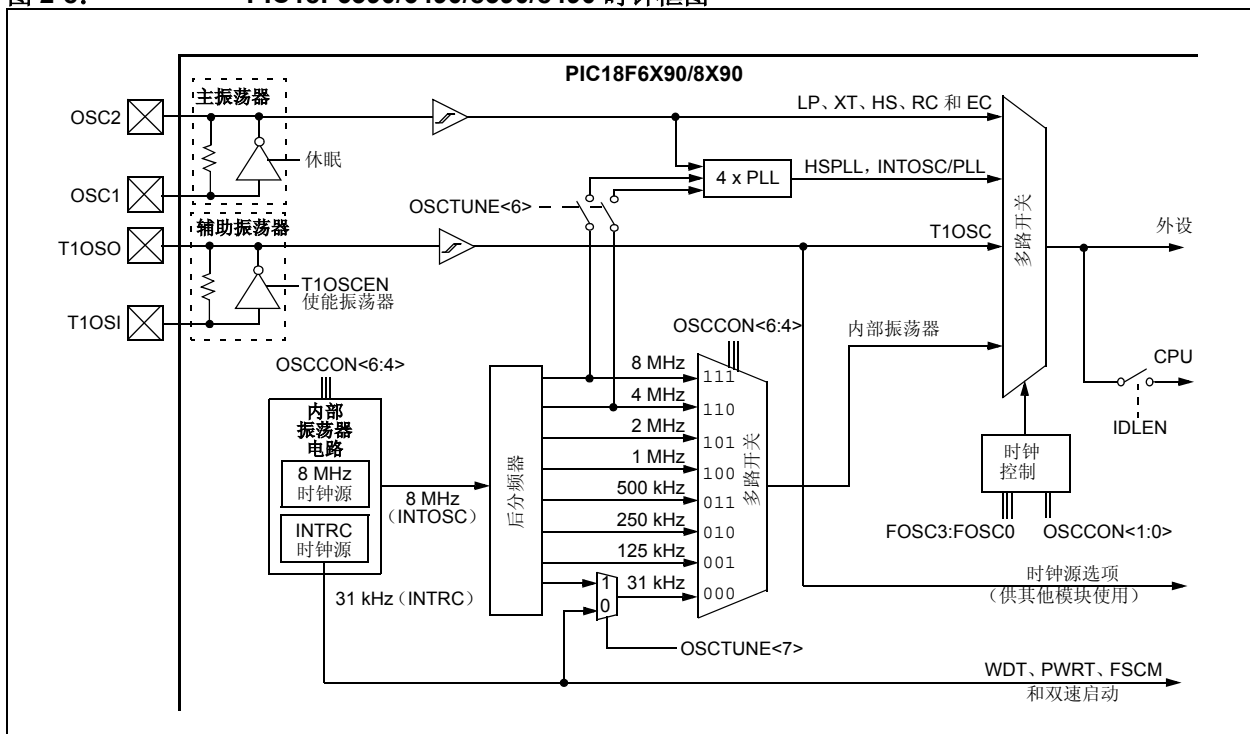 PIC18F6X90/8X90
主振荡器
OSC2
休眠
OSC1
LP、XT、HS、RC 和 EC
4 x PLL
HSPLL，INTOSC/PLL
OSCTUNE<6>
辅助振荡器
T1OSO
T1OSCEN
使能振荡器
T1OSI
T1OSC
多路开关
外设
CPU
IDLEN
时钟
控制
FOSC3:FOSC0
OSCCON<1:0>
内部振荡器
OSCCON<6:4>
OSCCON<6:4>
内部
振荡器
电路
8 MHz
时钟源
INTRC
时钟源
8 MHz
（INTOSC）
31 kHz（INTRC）
后分频器
8 MHz
111
4 MHz
110
2 MHz
101
1 MHz
100
500 kHz
011
250 kHz
010
125 kHz
001
1
0
31 kHz
000
多路开关
OSCTUNE<7>
时钟源选项
（供其他模块使用）
WDT、PWRT、FSCM
和双速启动